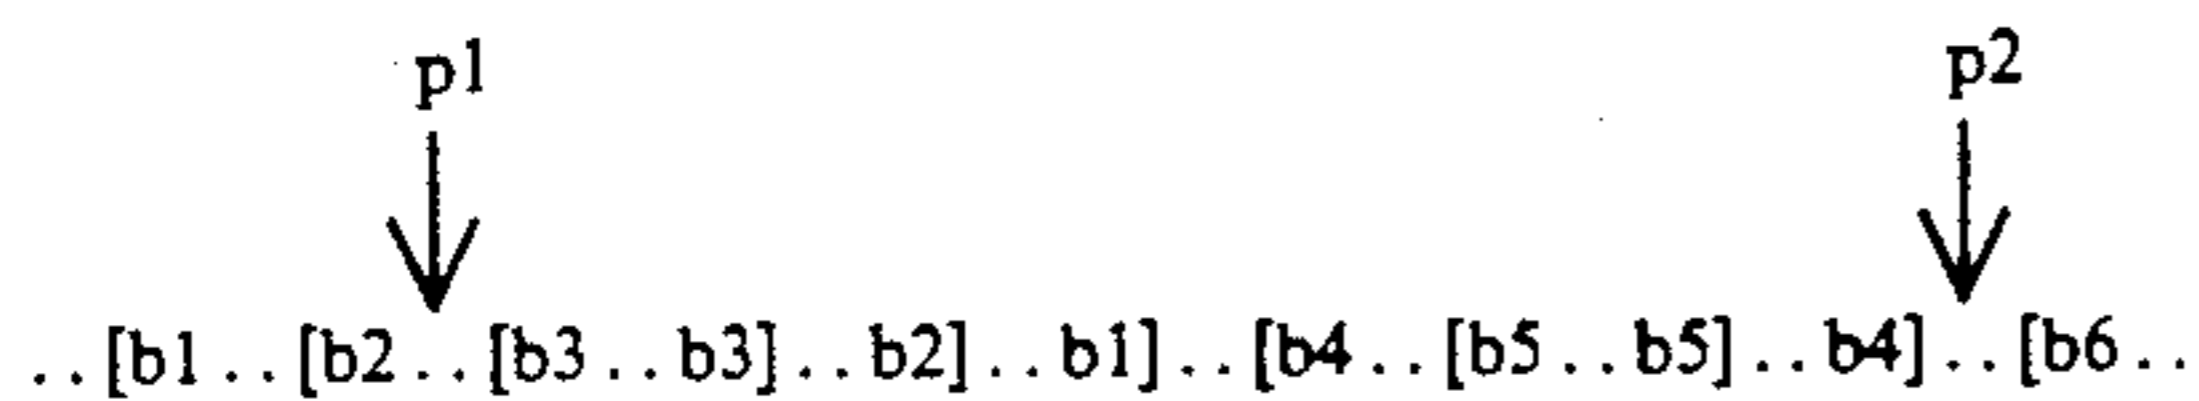 p1 p2
. . [b1 . . [b2 . . [b3 . . b3] . . b2] . . b1] . . [b4 . . [b5 . . b5] . . b4] . . [b6 . .